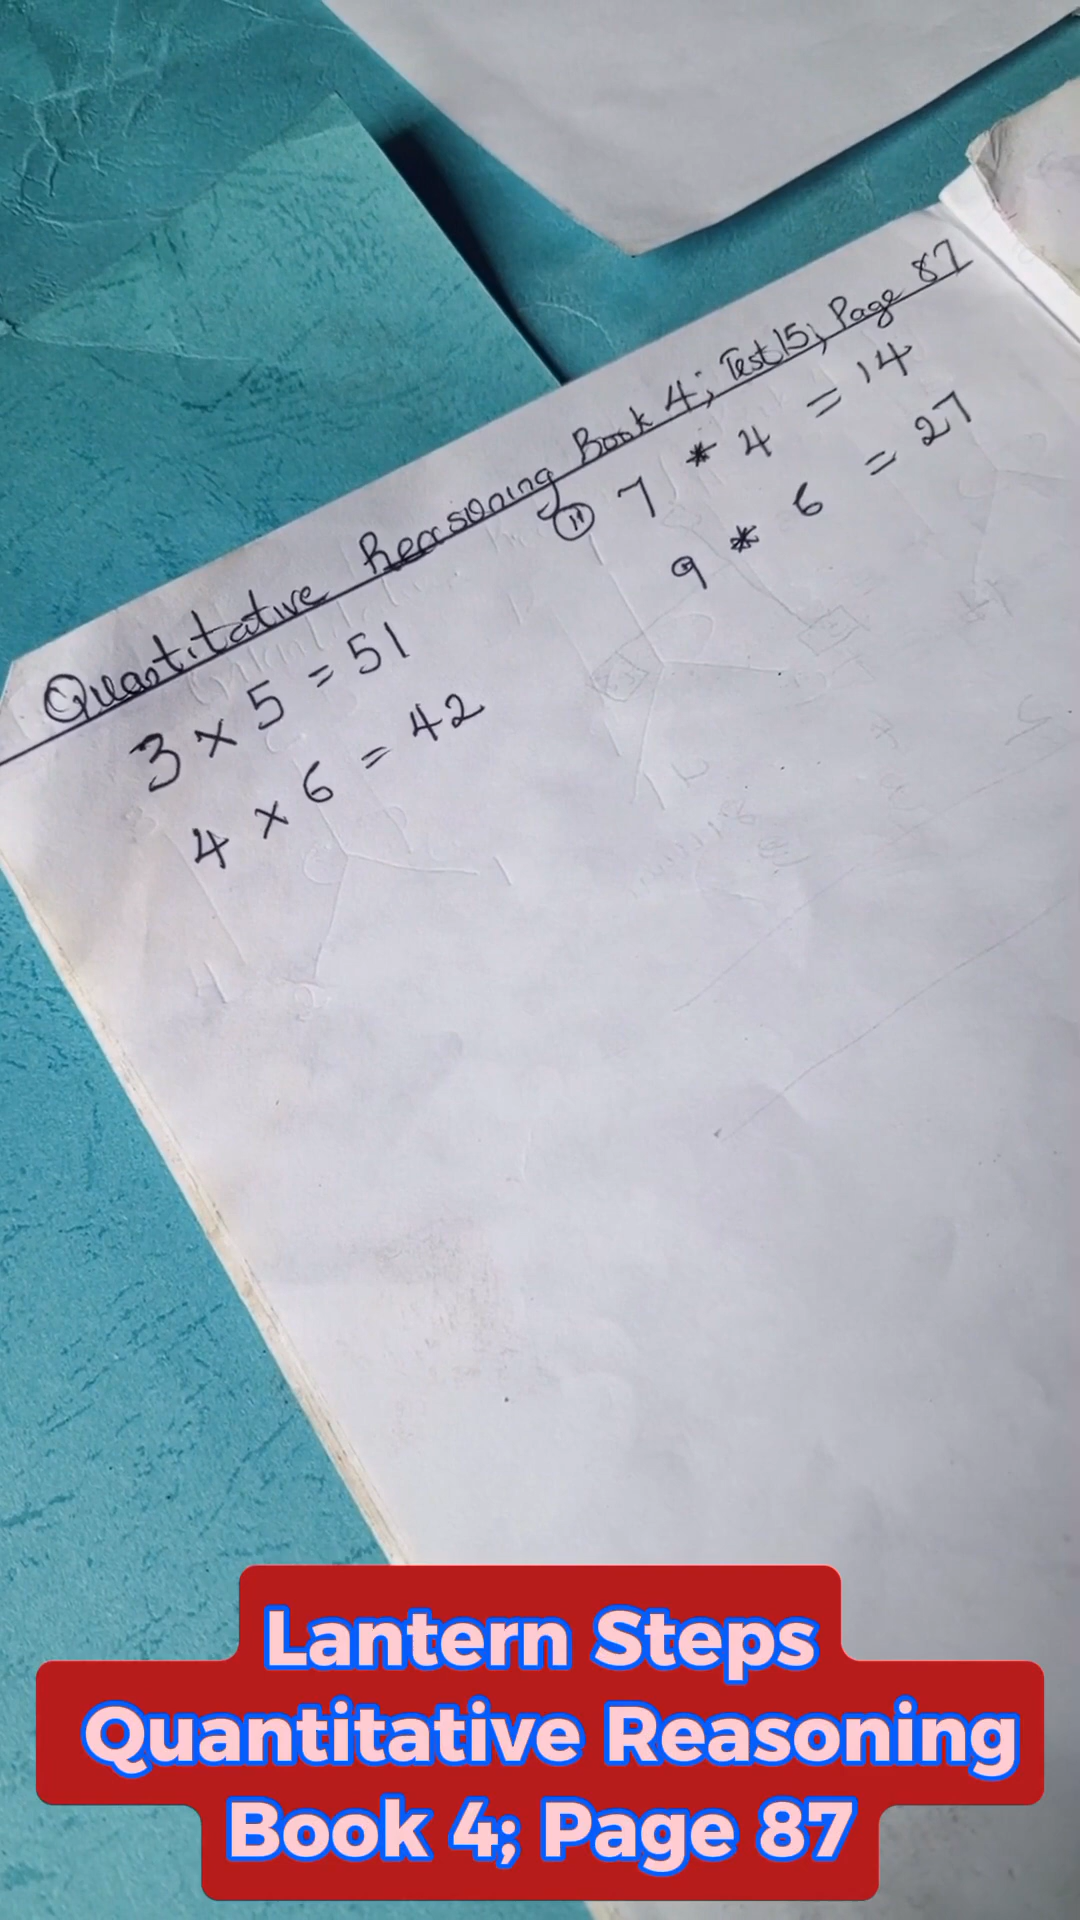 Quantitative Reasoning Book 4; Test 15; Page 87
3 × 5 = 51
4 × 6 = 42
11 7 * 4 = 14
9 * 6 = 27
Lantern Steps
Quantitative Reasoning
Book 4; Page 87